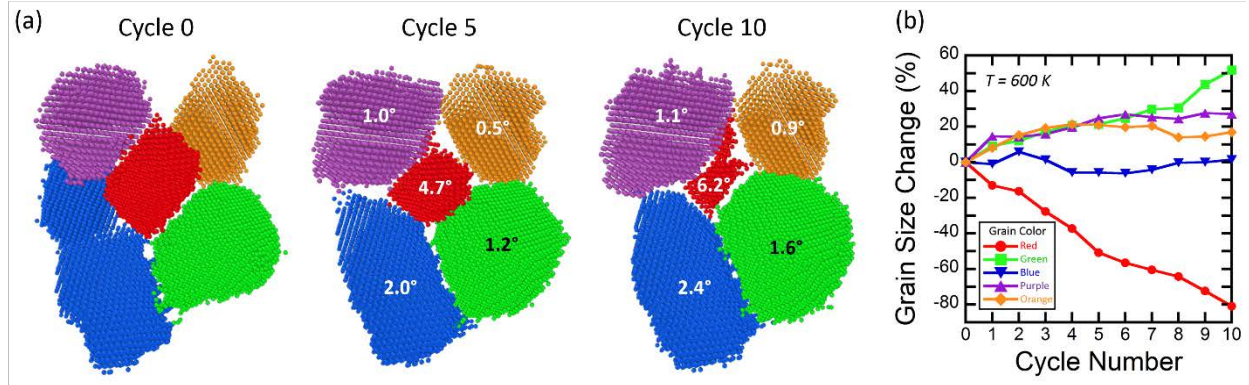 (a)
Cycle 0
Cycle 5
Cycle 10
1.0°
0.5°
4.7°
1.2°
2.0°
1.1°
0.9°
6.2°
1.6°
2.4°
(b)
Grain Size Change (%)
60
40
20
0
-20
-40
-60
-80
T = 600 K
Grain Color
Red
Green
Blue
Purple
Orange
0 1 2 3 4 5 6 7 8 9 10
Cycle Number